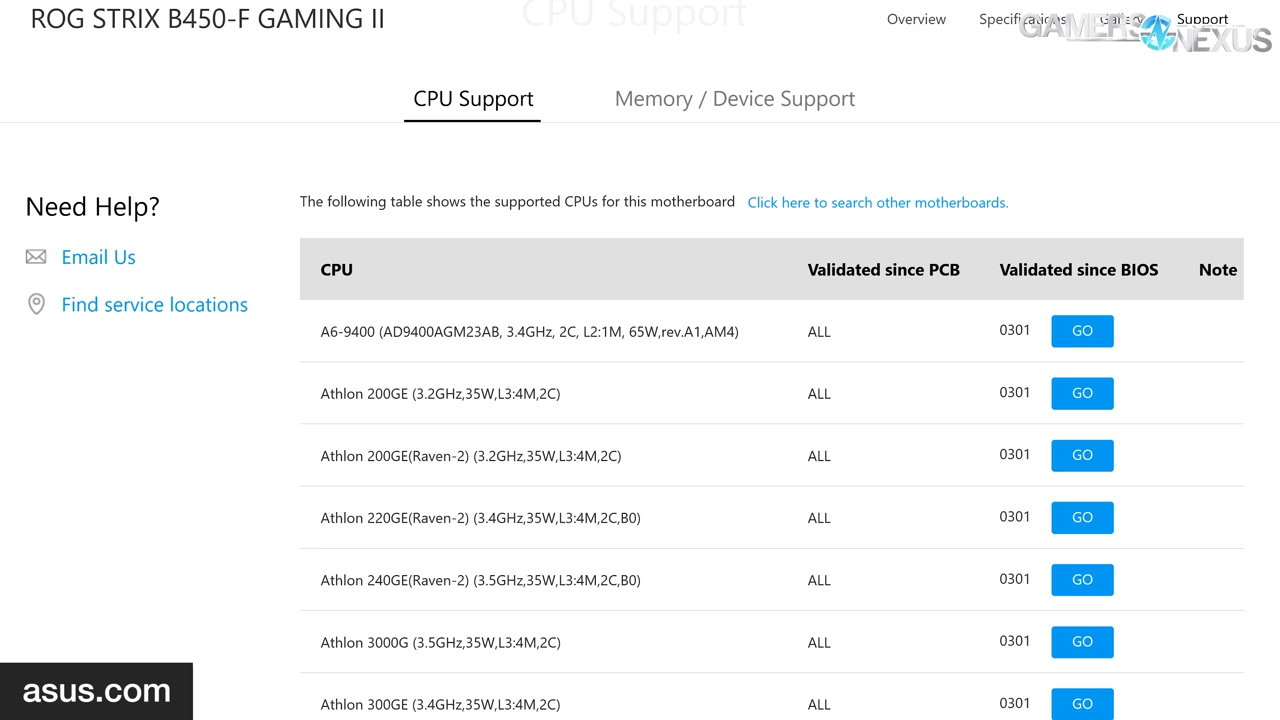 ROG STRIX B450-F GAMING II
CPU Support
Overview Specifications Gallery Support
GAMERS NEXUS
CPU Support Memory / Device Support
Need Help?
Email Us
Find service locations
The following table shows the supported CPUs for this motherboard Click here to search other motherboards.
CPU Validated since PCB Validated since BIOS Note
A6-9400 (AD9400AGM23AB, 3.4GHz, 2C, L2:1M, 65W,rev.A1,AM4) ALL 0301 GO
Athlon 200GE (3.2GHz,35W,L3:4M,2C) ALL 0301 GO
Athlon 200GE(Raven-2) (3.2GHz,35W,L3:4M,2C) ALL 0301 GO
Athlon 220GE(Raven-2) (3.4GHz,35W,L3:4M,2C,B0) ALL 0301 GO
Athlon 240GE(Raven-2) (3.5GHz,35W,L3:4M,2C,B0) ALL 0301 GO
Athlon 3000G (3.5GHz,35W,L3:4M,2C) ALL 0301 GO
Athlon 300GE (3.4GHz,35W,L3:4M,2C) ALL 0301 GO
asus.com